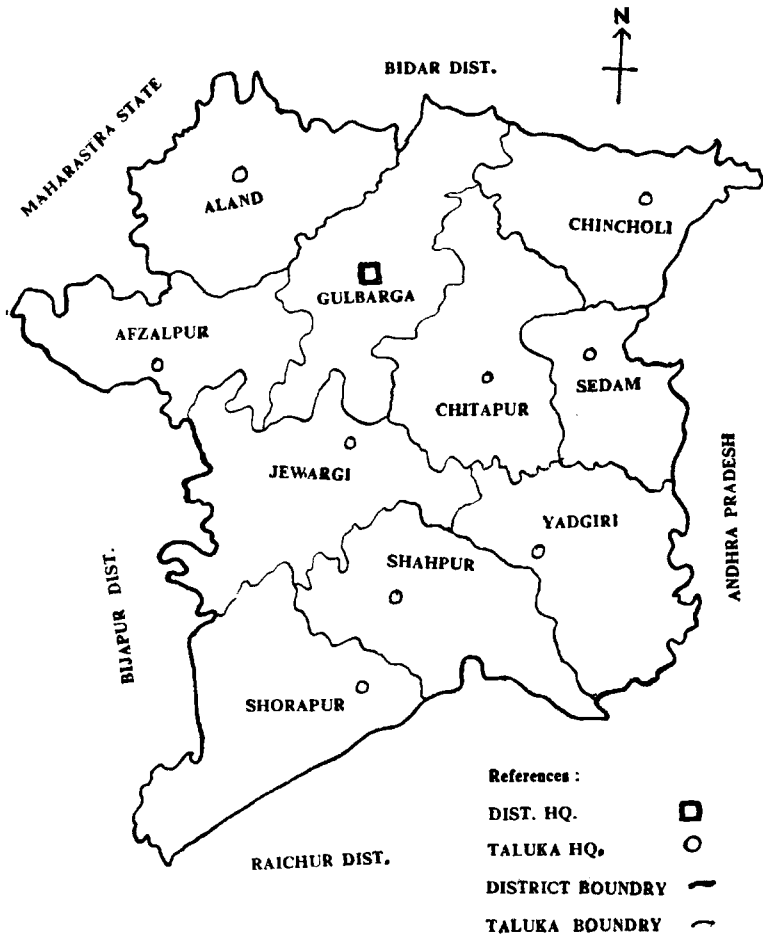 N
BIDAR DIST.
MAHARASTRA STATE
ALAND
CHINCHOLI
GULBARGA
AFZALPUR
SEDAM
CHITAPUR
JEWARGI
ANDHRA PRADESH
YADGIRI
SHAHPUR
BIJAPUR DIST.
SHORAPUR
References :
DIST. HQ.
RAICHUR DIST.
TALUKA HQ.
DISTRICT BOUNDRY
TALUKA BOUNDRY